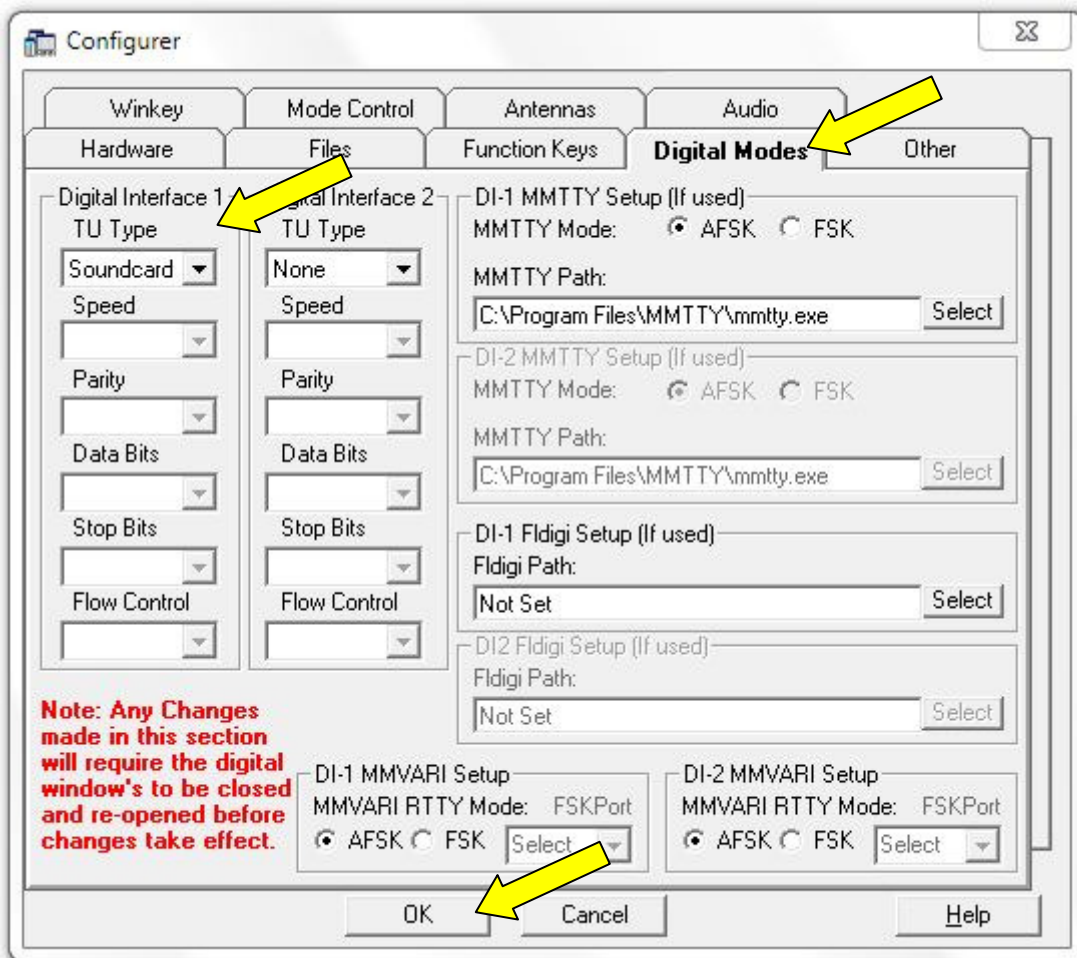 Configurer
Winkey Mode Control Antennas Audio
Hardware Files Function Keys Digital Modes Other
Digital Interface 1 Interface 2
TU Type TU Type
Soundcard None
Speed Speed
Parity Parity
Data Bits Data Bits
Stop Bits Stop Bits
Flow Control Flow Control
Note: Any Changes
made in this section
will require the digital
window's to be closed
and re-opened before
changes take effect.
DI-1 MMTTY Setup (If used)
MMTTY Mode: AFSK FSK
MMTTY Path:
C:\Program Files\MMTTY\mmtty.exe Select
DI-2 MMTTY Setup (If used)
MMTTY Mode: AFSK FSK
MMTTY Path:
C:\Program Files\MMTTY\mmtty.exe Select
DI-1 Fldigi Setup (If used)
Fldigi Path:
Not Set Select
DI2 Fldigi Setup (If used)
Fldigi Path:
Not Set Select
DI-1 MMVARI Setup DI-2 MMVARI Setup
MMVARI RTTY Mode: FSKPort MMVARI RTTY Mode: FSKPort
AFSK FSK Select AFSK FSK Select
OK Cancel Help